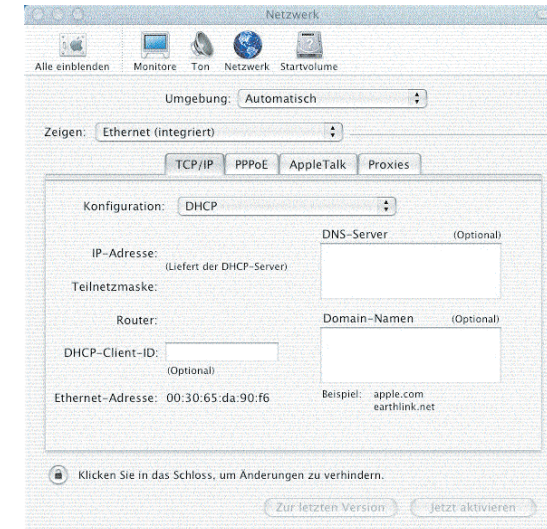 Netzwerk
Alle einblenden Monitore Ton Netzwerk Startvolume
Umgebung: Automatisch
Zeigen: Ethernet (integriert)
TCP/IP PPPoE AppleTalk Proxies
Konfiguration: DHCP
DNS-Server (Optional)
IP-Adresse:
(Liefert der DHCP-Server)
Teilnetzmaske:
Router:
Domain-Namen (Optional)
DHCP-Client-ID:
(Optional)
Ethernet-Adresse: 00:30:65:da:90:f6
Beispiel: apple.com
earthlink.net
Klicken Sie in das Schloss, um Änderungen zu verhindern.
Zur letzten Version Jetzt aktivieren